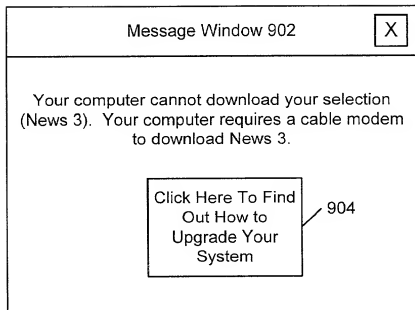 Message Window 902
X
Your computer cannot download your selection
(News 3). Your computer requires a cable modem
to download News 3.
Click Here To Find
Out How to
Upgrade Your
System
904